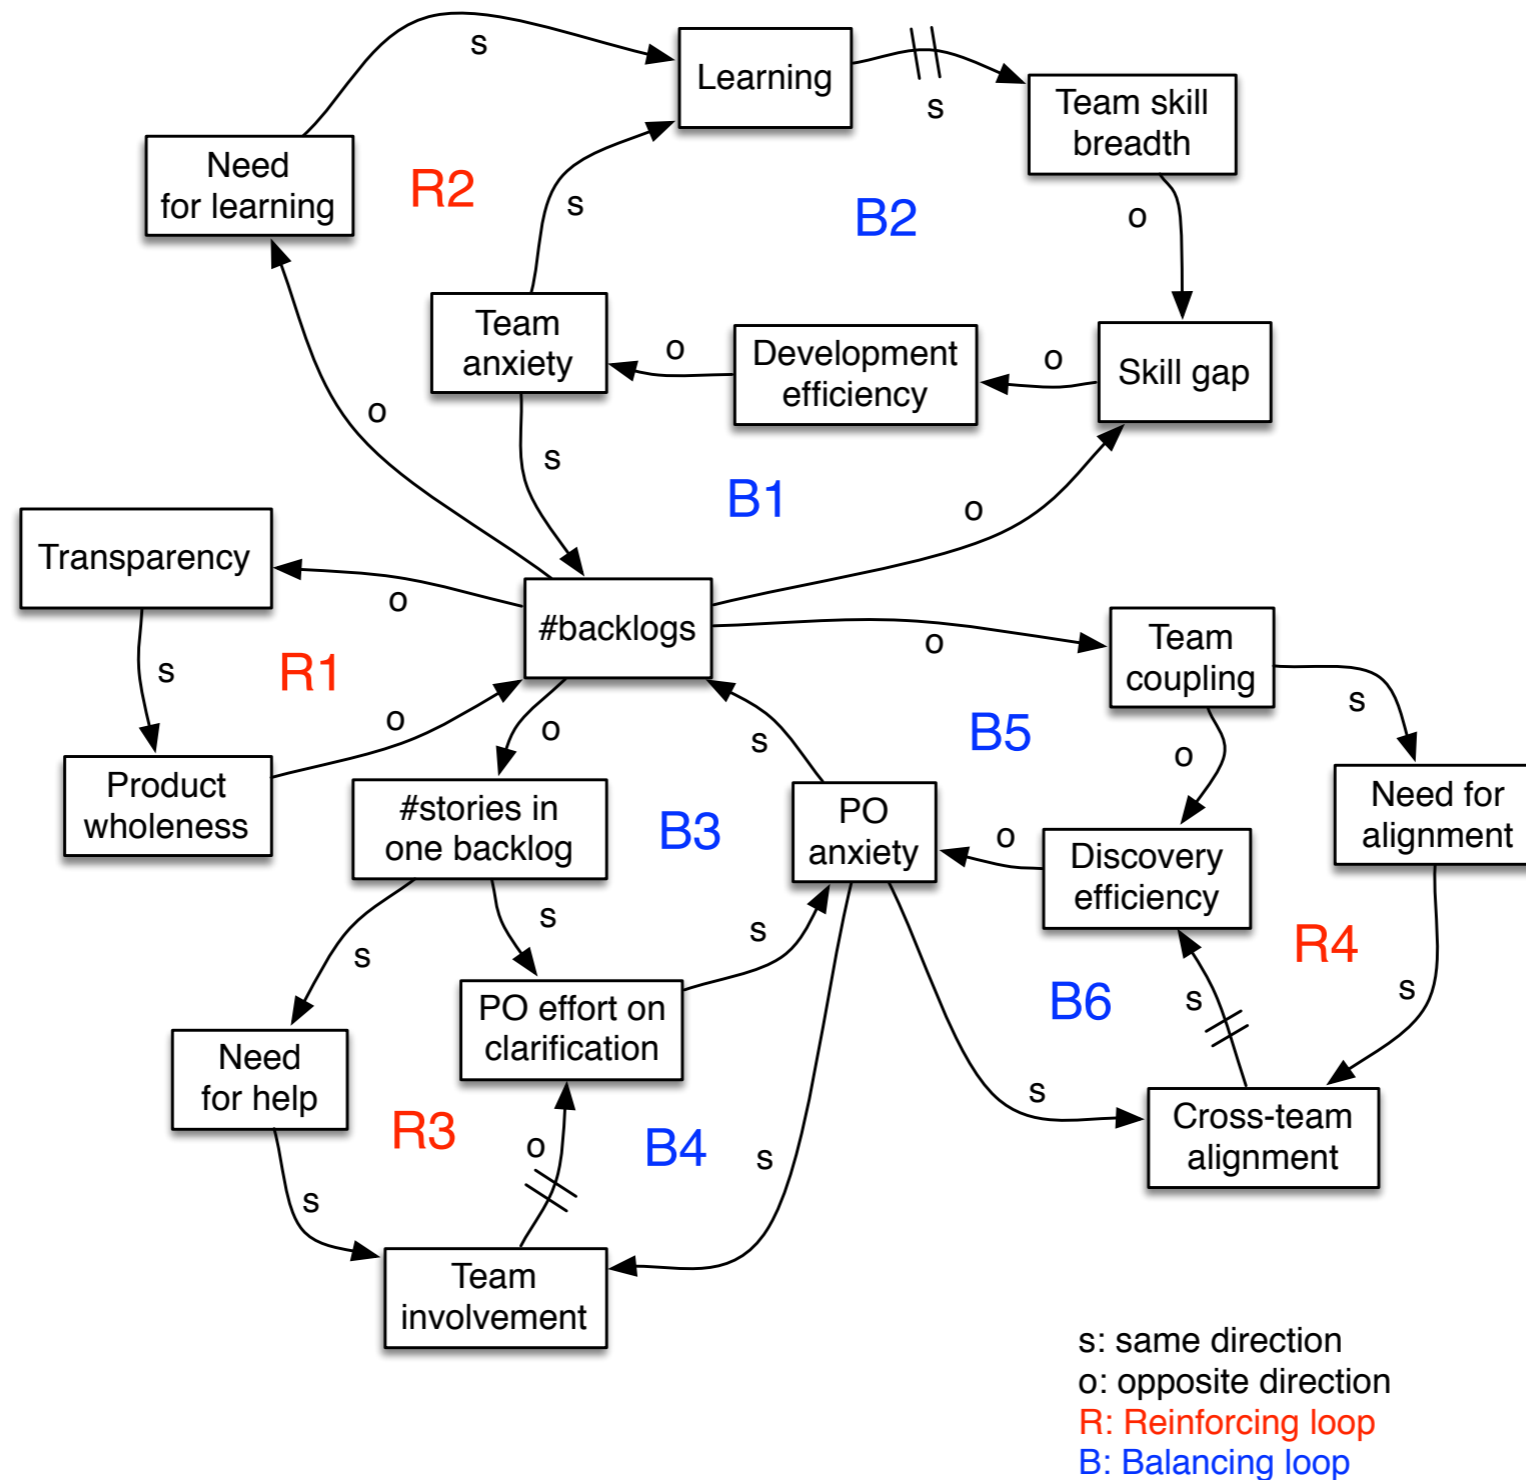 s
Learning
s
Team skill
breadth
Need
for learning
R2
s
B2
o
Team
anxiety
o
Development
efficiency
o
Skill gap
o
s
B1
o
Transparency
o
#backlogs
o
Team
coupling
s
R1
o
o
s
B5
o
s
Product
wholeness
#stories in
one backlog
B3
PO
anxiety
o
Discovery
efficiency
Need for
alignment
s
s
s
R4
s
PO effort on
clarification
B6
s
s
Need
for help
R3
o
B4
s
s
Cross-team
alignment
s
Team
involvement
s: same direction
o: opposite direction
R: Reinforcing loop
B: Balancing loop